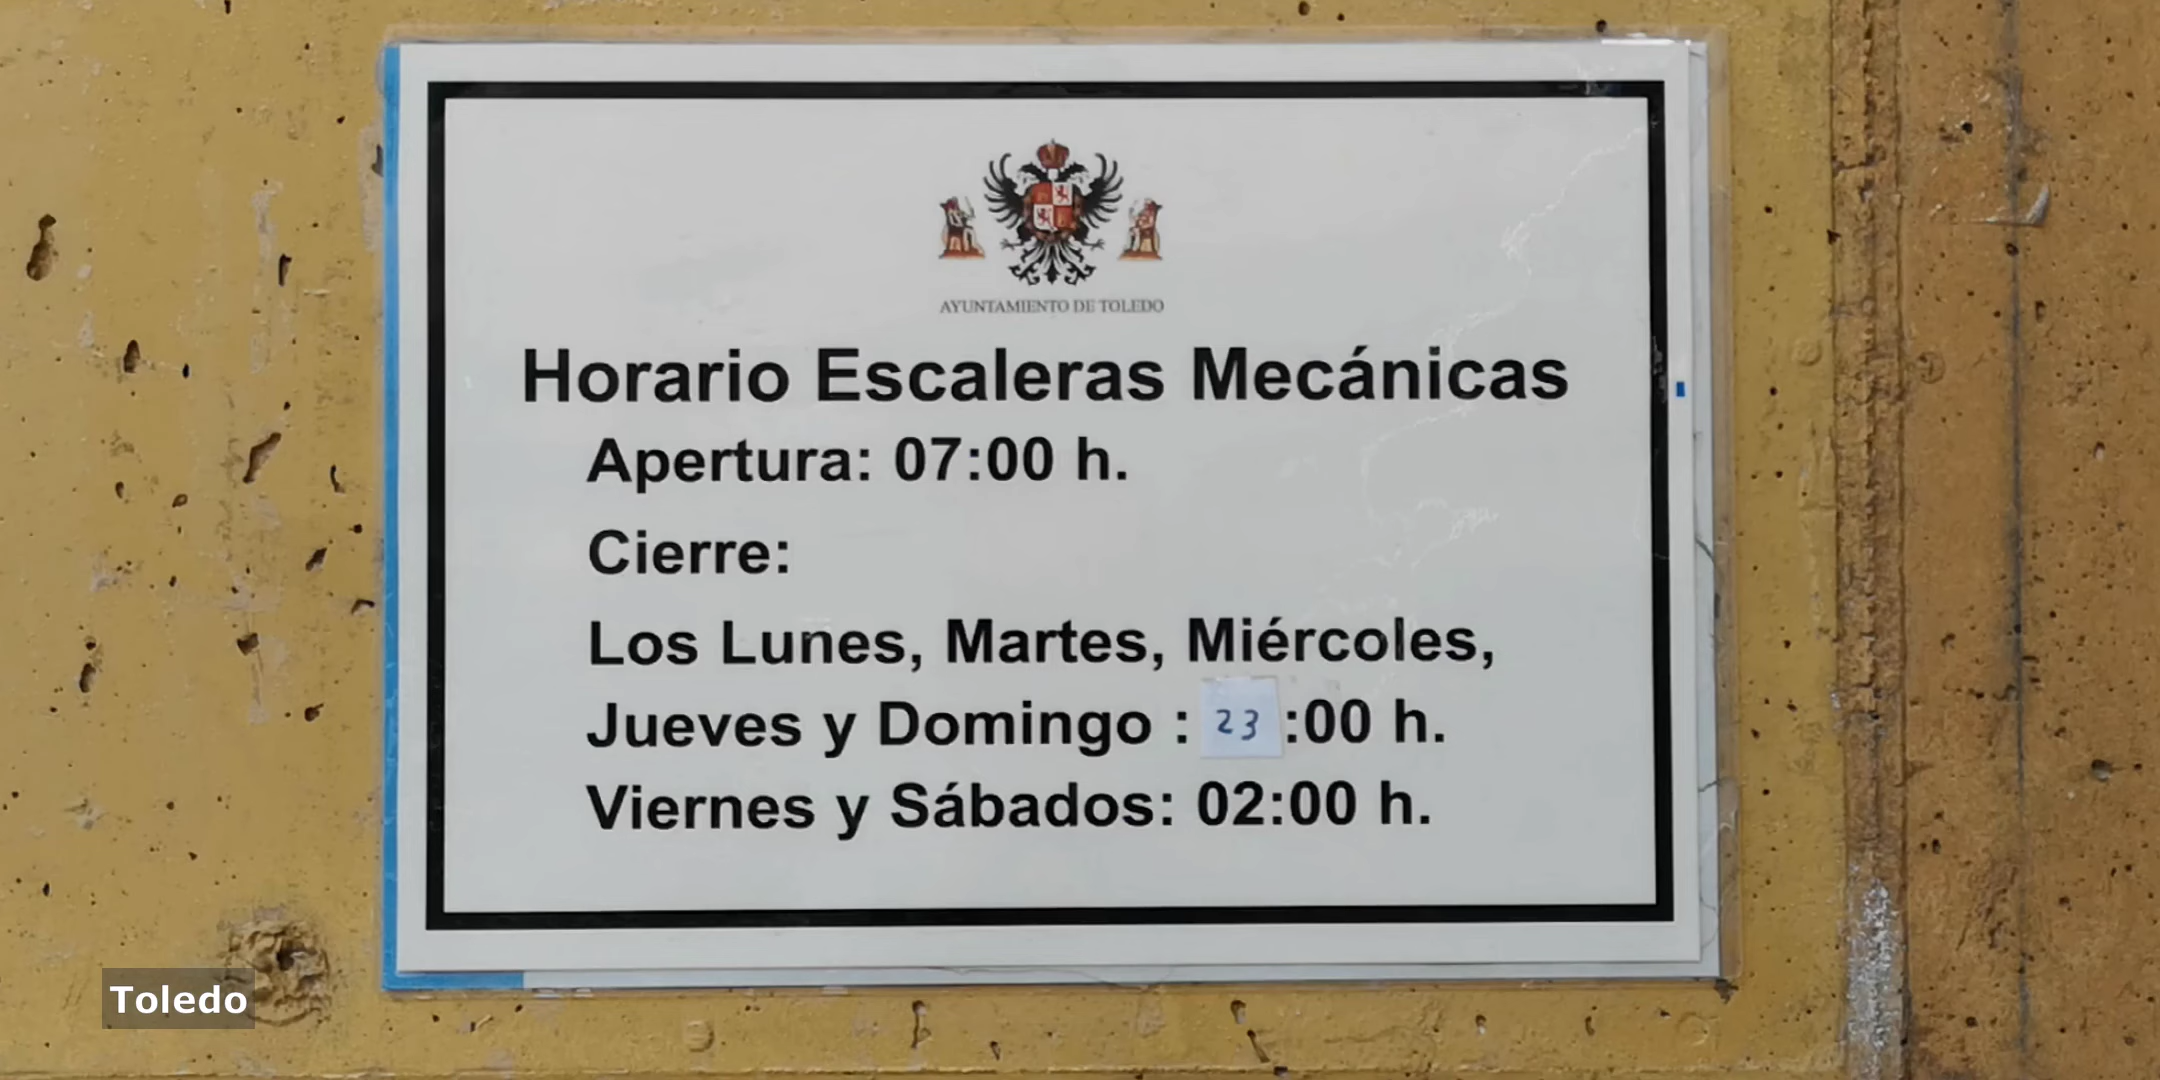 AYUNTAMIENTO DE TOLEDO
Horario Escaleras Mecánicas
Apertura: 07:00 h.
Cierre:
Los Lunes, Martes, Miércoles,
Jueves y Domingo : 23:00 h.
Viernes y Sábados: 02:00 h.
Toledo